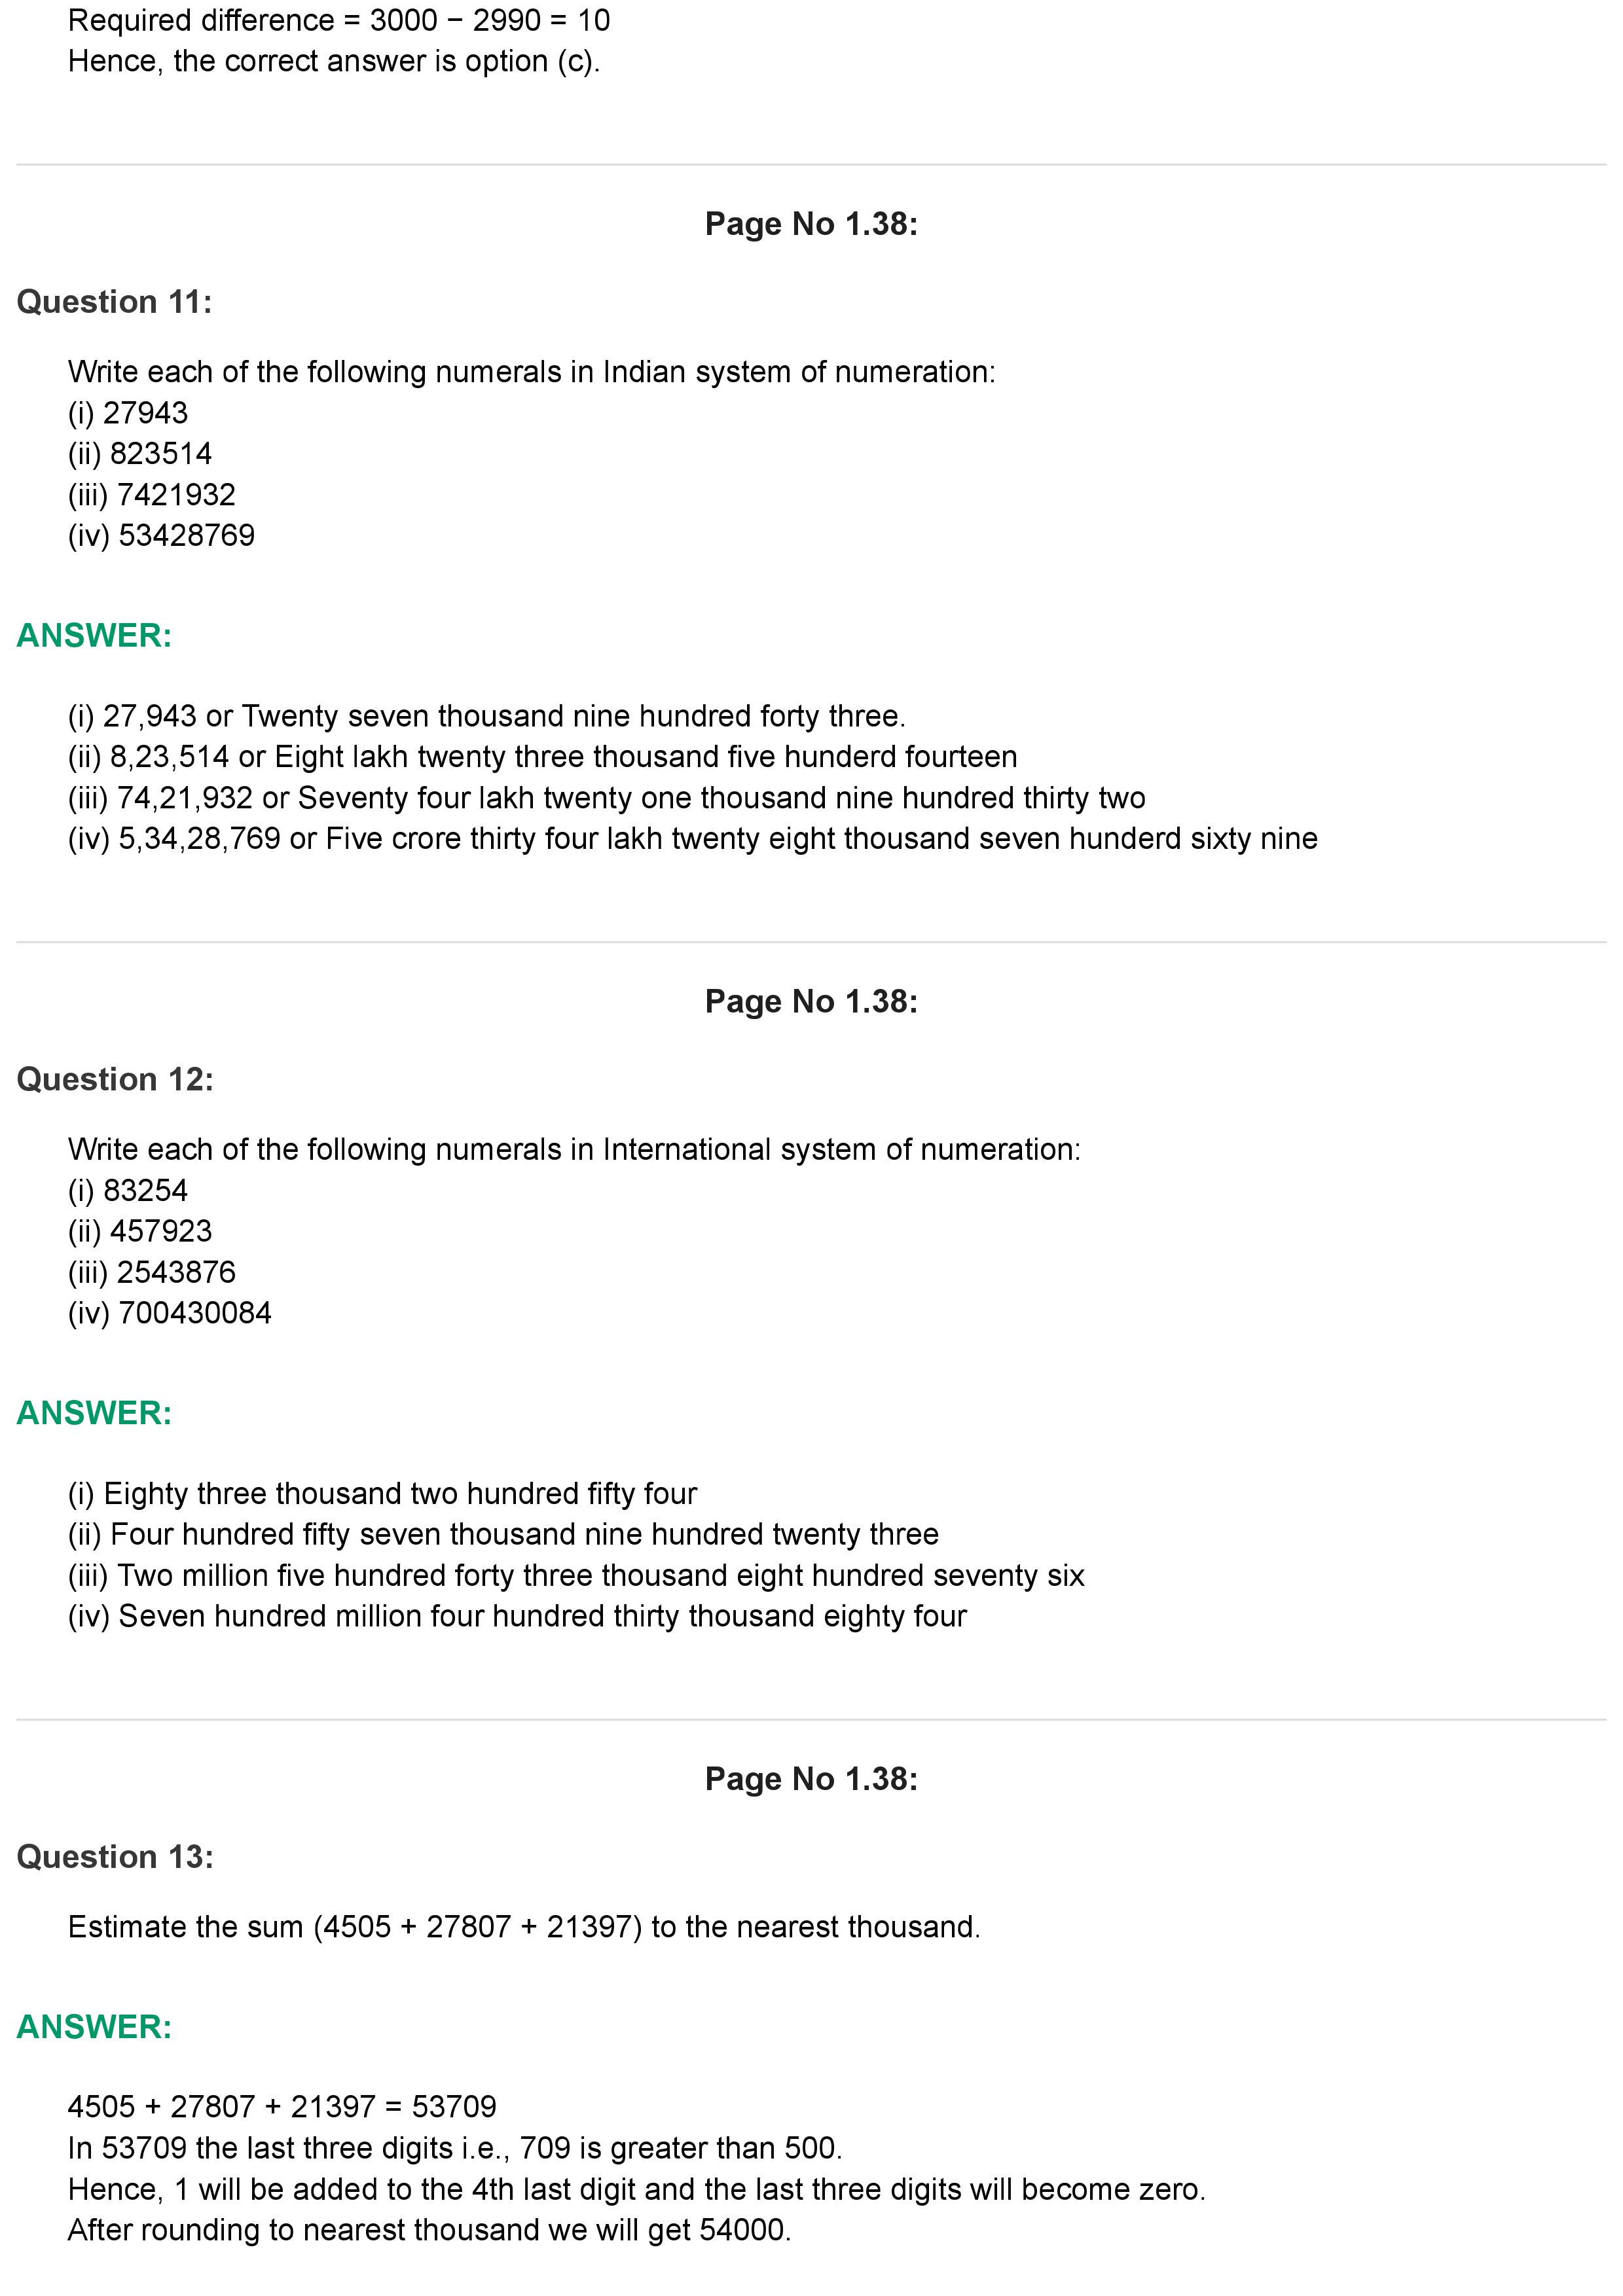 Required difference = 3000 − 2990 = 10
Hence, the correct answer is option (c).
Page No 1.38:
Question 11:
Write each of the following numerals in Indian system of numeration:
(i) 27943
(ii) 823514
(iii) 7421932
(iv) 53428769
ANSWER:
(i) 27,943 or Twenty seven thousand nine hundred forty three.
(ii) 8,23,514 or Eight lakh twenty three thousand five hunderd fourteen
(iii) 74,21,932 or Seventy four lakh twenty one thousand nine hundred thirty two
(iv) 5,34,28,769 or Five crore thirty four lakh twenty eight thousand seven hunderd sixty nine
Page No 1.38:
Question 12:
Write each of the following numerals in International system of numeration:
(i) 83254
(ii) 457923
(iii) 2543876
(iv) 700430084
ANSWER:
(i) Eighty three thousand two hundred fifty four
(ii) Four hundred fifty seven thousand nine hundred twenty three
(iii) Two million five hundred forty three thousand eight hundred seventy six
(iv) Seven hundred million four hundred thirty thousand eighty four
Page No 1.38:
Question 13:
Estimate the sum (4505 + 27807 + 21397) to the nearest thousand.
ANSWER:
4505 + 27807 + 21397 = 53709
In 53709 the last three digits i.e., 709 is greater than 500.
Hence, 1 will be added to the 4th last digit and the last three digits will become zero.
After rounding to nearest thousand we will get 54000.